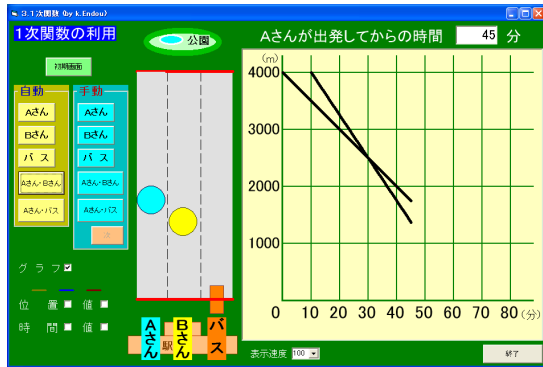 3.1次関数 (by k.Endou)
1次関数の利用
公園
Aさんが出発してからの時間 45 分
初期画面
自動
手動
Aさん
Aさん
Bさん
Bさん
バス
バス
Aさん・Bさん
Aさん・Bさん
Aさん・バス
Aさん・バス
グラフ
位置 値
時間 値
Aさん
Bさん
バス
駅
(m)
4000
3000
2000
1000
0 10 20 30 40 50 60 70 80 (分)
表示速度 100
終了